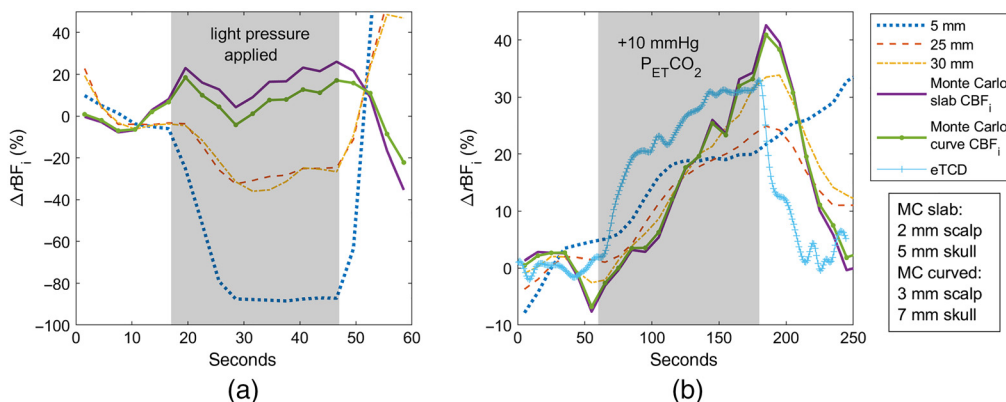 light pressure
applied
40
20
0
−20
−40
−60
−80
−100
ΔrBFi (%)
0
10
20
30
40
50
60
Seconds
(a)
+10 mmHg
PETCO2
40
30
20
10
0
−10
ΔrBFi (%)
0
50
100
150
200
250
Seconds
(b)
5 mm
25 mm
30 mm
Monte Carlo
slab CBFi
Monte Carlo
curve CBFi
eTCD
MC slab:
2 mm scalp
5 mm skull
MC curved:
3 mm scalp
7 mm skull